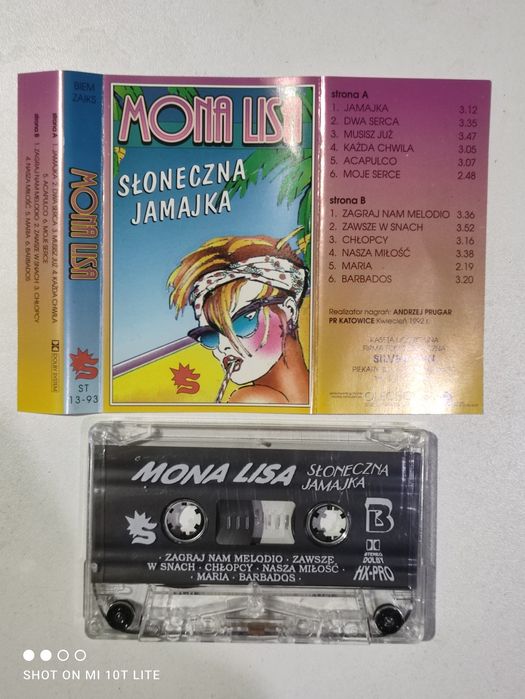 strona A
1. JAMAJKA 2. DWA SERCA 3. MUSISZ JUŻ 4. KAŻDA CHWILA
5. ACAPULCO 6. MOJE SERCE
strona B
1. ZAGRAJ NAM MELODIO 2. ZAWSZE W SNACH 3. CHŁOPCY
4. NASZA MIŁOŚĆ 5. MARIA 6. BARBADOS
DOLBY SYSTEM
BIEM
ZAIKS
MONA LISA
S
ST
13-93
MONA LISA
SŁONECZNA
JAMAJKA
S
strona A
1. JAMAJKA 3.12
2. DWA SERCA 3.35
3. MUSISZ JUŻ 3.47
4. KAŻDA CHWILA 3.05
5. ACAPULCO 3.07
6. MOJE SERCE 2.48
strona B
1. ZAGRAJ NAM MELODIO 3.36
2. ZAWSZE W SNACH 3.52
3. CHŁOPCY 3.16
4. NASZA MIŁOŚĆ 3.38
5. MARIA 2.19
6. BARBADOS 3.20
Realizator nagrań: ANDRZEJ PRUGAR
PR KATOWICE Kwiecień 1992 r.
MONA LISA SŁONECZNA
JAMAJKA
S
B
STEREO
DOLBY
HX-PRO
· ZAGRAJ NAM MELODIO · ZAWSZE
W SNACH · CHŁOPCY · NASZA MIŁOŚĆ ·
· MARIA · BARBADOS ·
SHOT ON MI 10T LITE